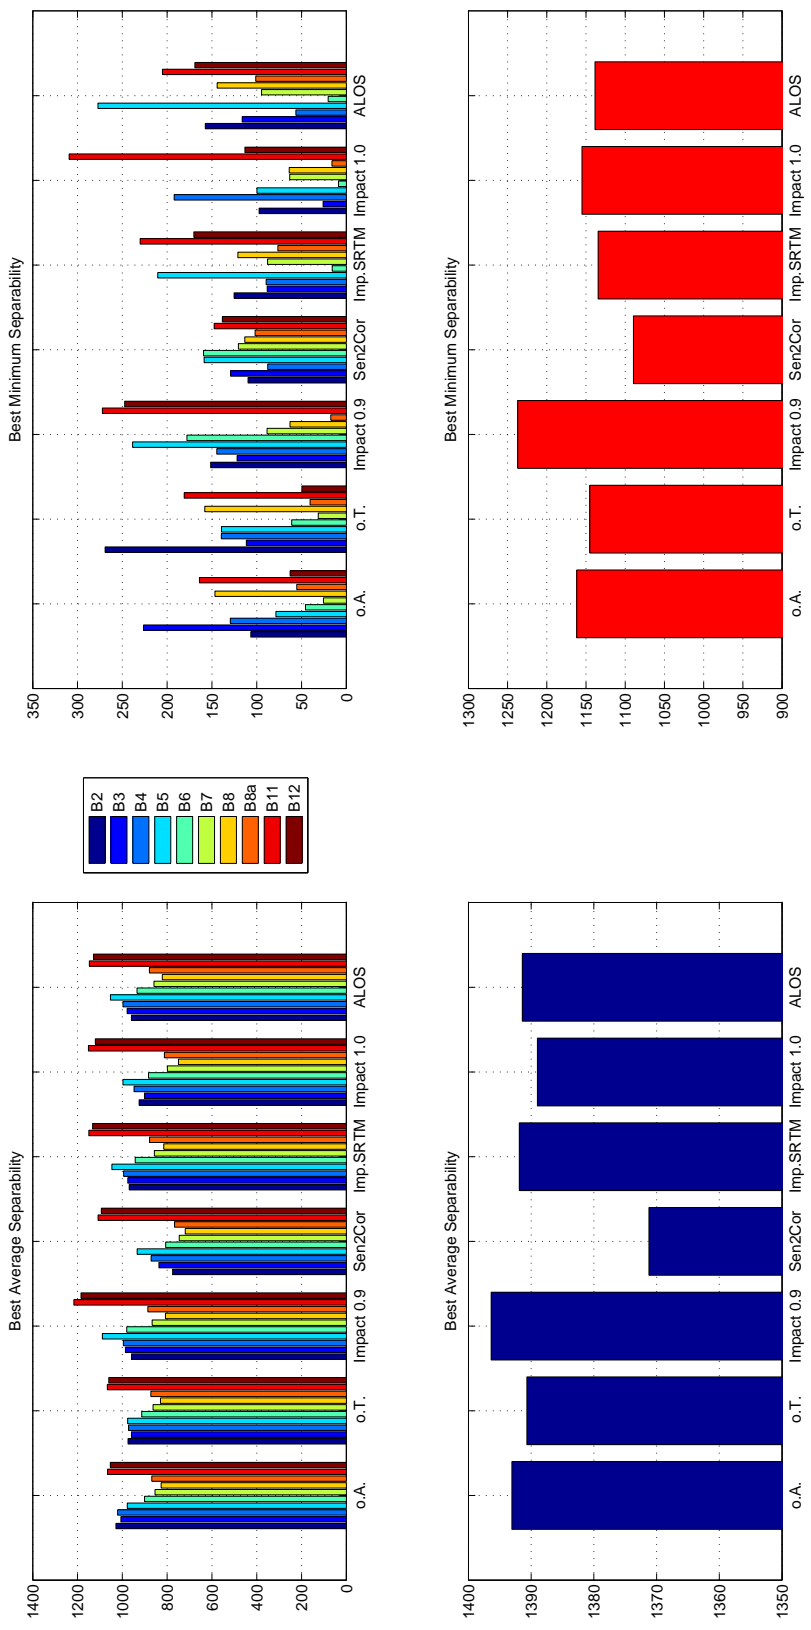 Best Average Separability
1400
1200
1000
800
600
400
200
0
o.A. o.T. Impact 0.9 Sen2Cor Imp.SRTM Impact 1.0 ALOS
B2
B3
B4
B5
B6
B7
B8
B8a
B11
B12
Best Minimum Separability
350
300
250
200
150
100
50
0
o.A. o.T. Impact 0.9 Sen2Cor Imp.SRTM Impact 1.0 ALOS
Best Average Separability
1400
1390
1380
1370
1360
1350
o.A. o.T. Impact 0.9 Sen2Cor Imp.SRTM Impact 1.0 ALOS
Best Minimum Separability
1300
1250
1200
1150
1100
1050
1000
950
900
o.A. o.T. Impact 0.9 Sen2Cor Imp.SRTM Impact 1.0 ALOS